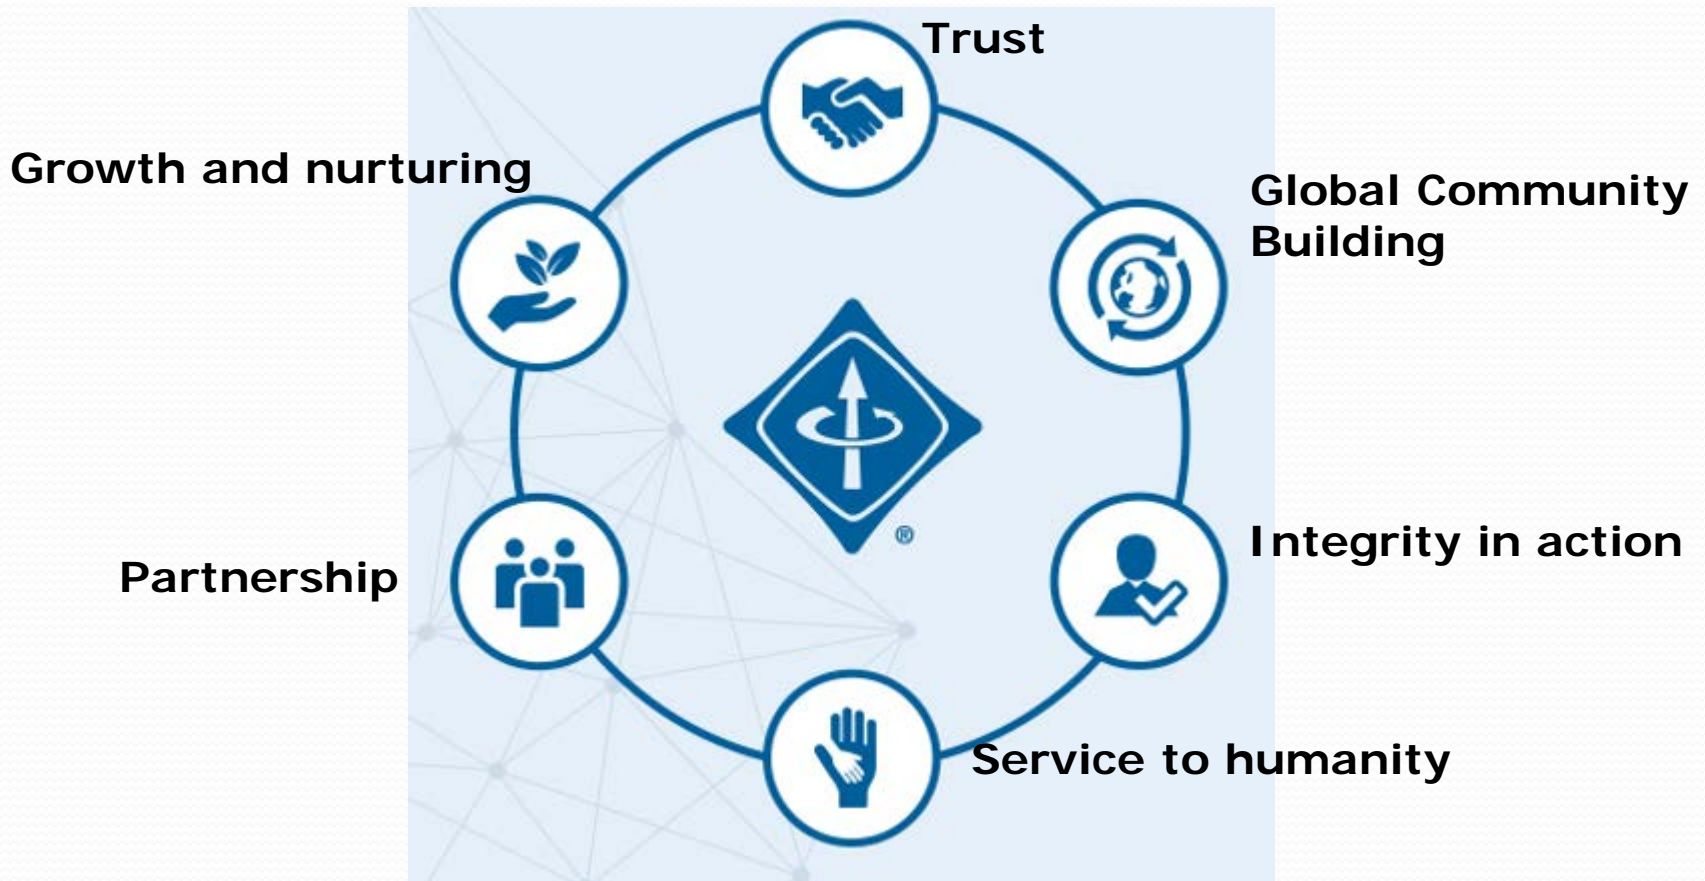 Trust
Growth and nurturing
Global Community
Building
Integrity in action
Partnership
Service to humanity
®